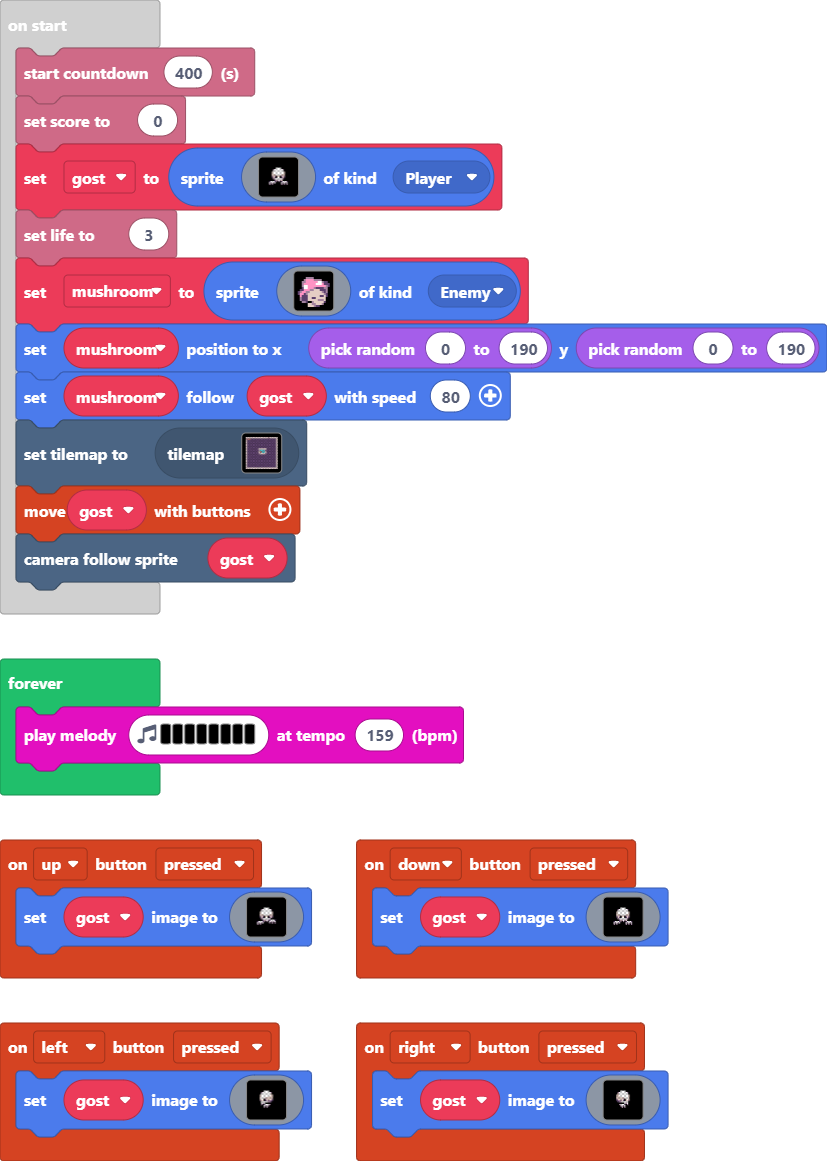 on start
start countdown 400 (s)
set score to 0
set gost to sprite of kind Player
set life to 3
set mushroom to sprite of kind Enemy
set mushroom position to x pick random 0 to 190 y pick random 0 to 190
set mushroom follow gost with speed 80
set tilemap to tilemap
move gost with buttons
camera follow sprite gost
forever
play melody at tempo 159 (bpm)
on up button pressed
set gost image to
on down button pressed
set gost image to
on left button pressed
set gost image to
on right button pressed
set gost image to